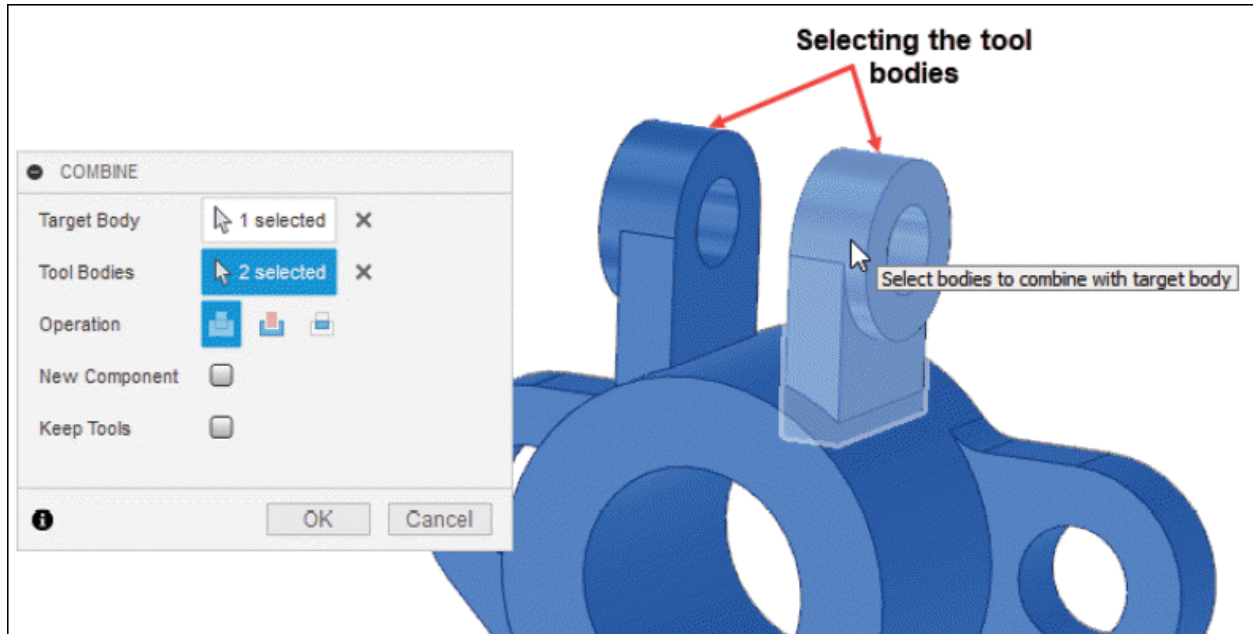 Selecting the tool
bodies
COMBINE
Target Body 1 selected
Tool Bodies 2 selected
Select bodies to combine with target body
Operation
New Component
Keep Tools
OK Cancel